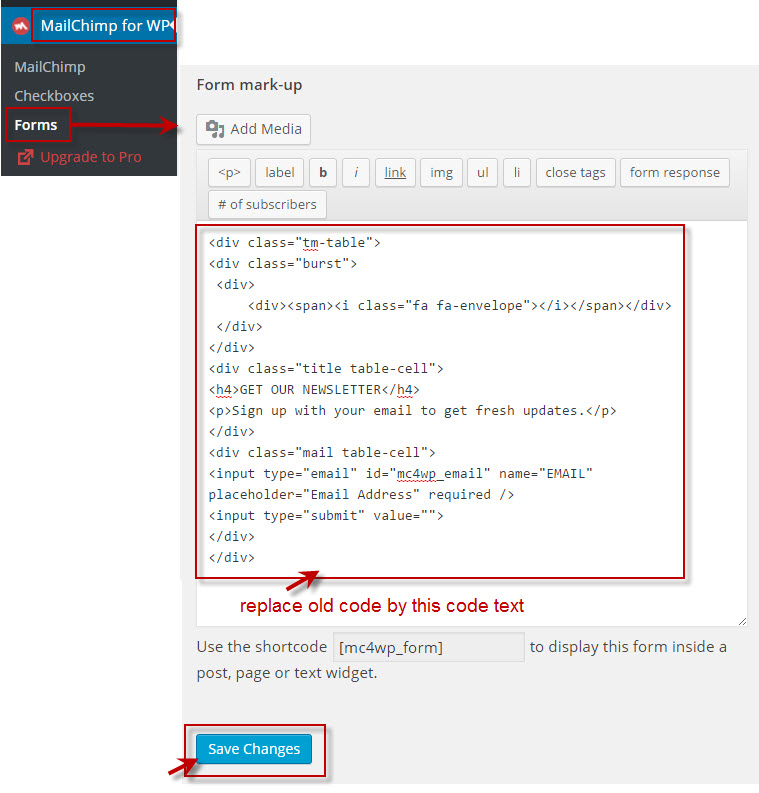 MailChimp for WP
MailChimp
Checkboxes
Forms
Upgrade to Pro
Form mark-up
Add Media
<p> label b i link img ul li close tags form response
# of subscribers
<div class="tm-table">
<div class="burst">
<div>
<div><span><i class="fa fa-envelope"></i></span></div>
</div>
</div>
<div class="title table-cell">
<h4>GET OUR NEWSLETTER</h4>
<p>Sign up with your email to get fresh updates.</p>
</div>
<div class="mail table-cell">
<input type="email" id="mc4wp_email" name="EMAIL"
placeholder="Email Address" required />
<input type="submit" value="">
</div>
</div>
replace old code by this code text
Use the shortcode [mc4wp_form] to display this form inside a
post, page or text widget.
Save Changes